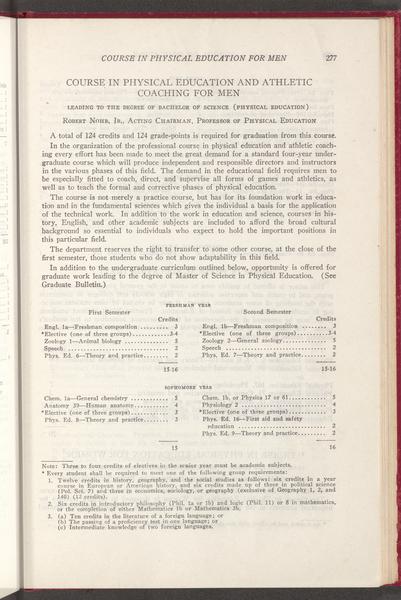 COURSE IN PHYSICAL EDUCATION FOR MEN 277
COURSE IN PHYSICAL EDUCATION AND ATHLETIC
COACHING FOR MEN
LEADING TO THE DEGREE OF BACHELOR OF SCIENCE (PHYSICAL EDUCATION)
ROBERT NOHR, JR., ACTING CHAIRMAN, PROFESSOR OF PHYSICAL EDUCATION
A total of 124 credits and 124 grade-points is required for graduation from this course.
In the organization of the professional course in physical education and athletic coach-
ing every effort has been made to meet the great demand for a standard four-year under-
graduate course which will produce independent and responsible directors and instructors
in the various phases of this field. The demand in the educational field requires men to
be especially fitted to coach, direct, and supervise all forms of games and athletics, as
well as to teach the formal and corrective phases of physical education.
The course is not merely a practice course, but has for its foundation work in educa-
tion and in the fundamental sciences which gives the individual a basis for the application
of the technical work. In addition to the work in education and science, courses in his-
tory, English, and other academic subjects are included to afford the broad cultural
background so essential to individuals who expect to hold the important positions in
this particular field.
The department reserves the right to transfer to some other course, at the close of the
first semester, those students who do not show adaptability in this field.
In addition to the undergraduate curriculum outlined below, opportunity is offered for
graduate work leading to the degree of Master of Science in Physical Education. (See
Graduate Bulletin.)
FRESHMAN YEAR
First Semester Second Semester
Credits Credits
Engl. 1a—Freshman composition .......... 3 Engl. 1b—Freshman composition ........ 3
*Elective (one of three groups)............3-4 *Elective (one of three groups)..........3-4
Zoology 1—Animal biology ............... 5 Zoology 2—General zoology ............. 5
Speech ................................. 2 Speech ................................ 2
Phys. Ed. 6—Theory and practice........ 2 Phys. Ed. 7—Theory and practice....... 2
15-16 15-16
SOPHOMORE YEAR
Chem. 1a—General chemistry ............ 5 Chem. 1b, or Physics 17 or 61............ 5
Anatomy 39—Human anatomy........... 4 Physiology 2 .......................... 4
*Elective (one of three groups)........... 3 *Elective (one of three groups).......... 3
Phys. Ed. 8—Theory and practice........ 3 Phys. Ed. 16—First aid and safety
education ......................... 2
Phys. Ed. 9—Theory and practice........ 2
15 16
NOTE: Three to four credits of electives in the senior year must be academic subjects.
* Every student shall be required to meet one of the following group requirements:
1. Twelve credits in history, geography, and the social studies as follows: six credits in a year
course in European or American history, and six credits made up of three in political science
(Pol. Sci. 7) and three in economics, sociology, or geography (exclusive of Geography 1, 2, and
140) (12 credits).
2. Six credits in introductory philosophy (Phil. 1a or 1b) and logic (Phil. 11) or 8 in mathematics,
or the completion of either Mathematics 1b or Mathematics 3b.
3. (a) Ten credits in the literature of a foreign language; or
(b) The passing of a proficiency test in one language; or
(c) Intermediate knowledge of two foreign languages.